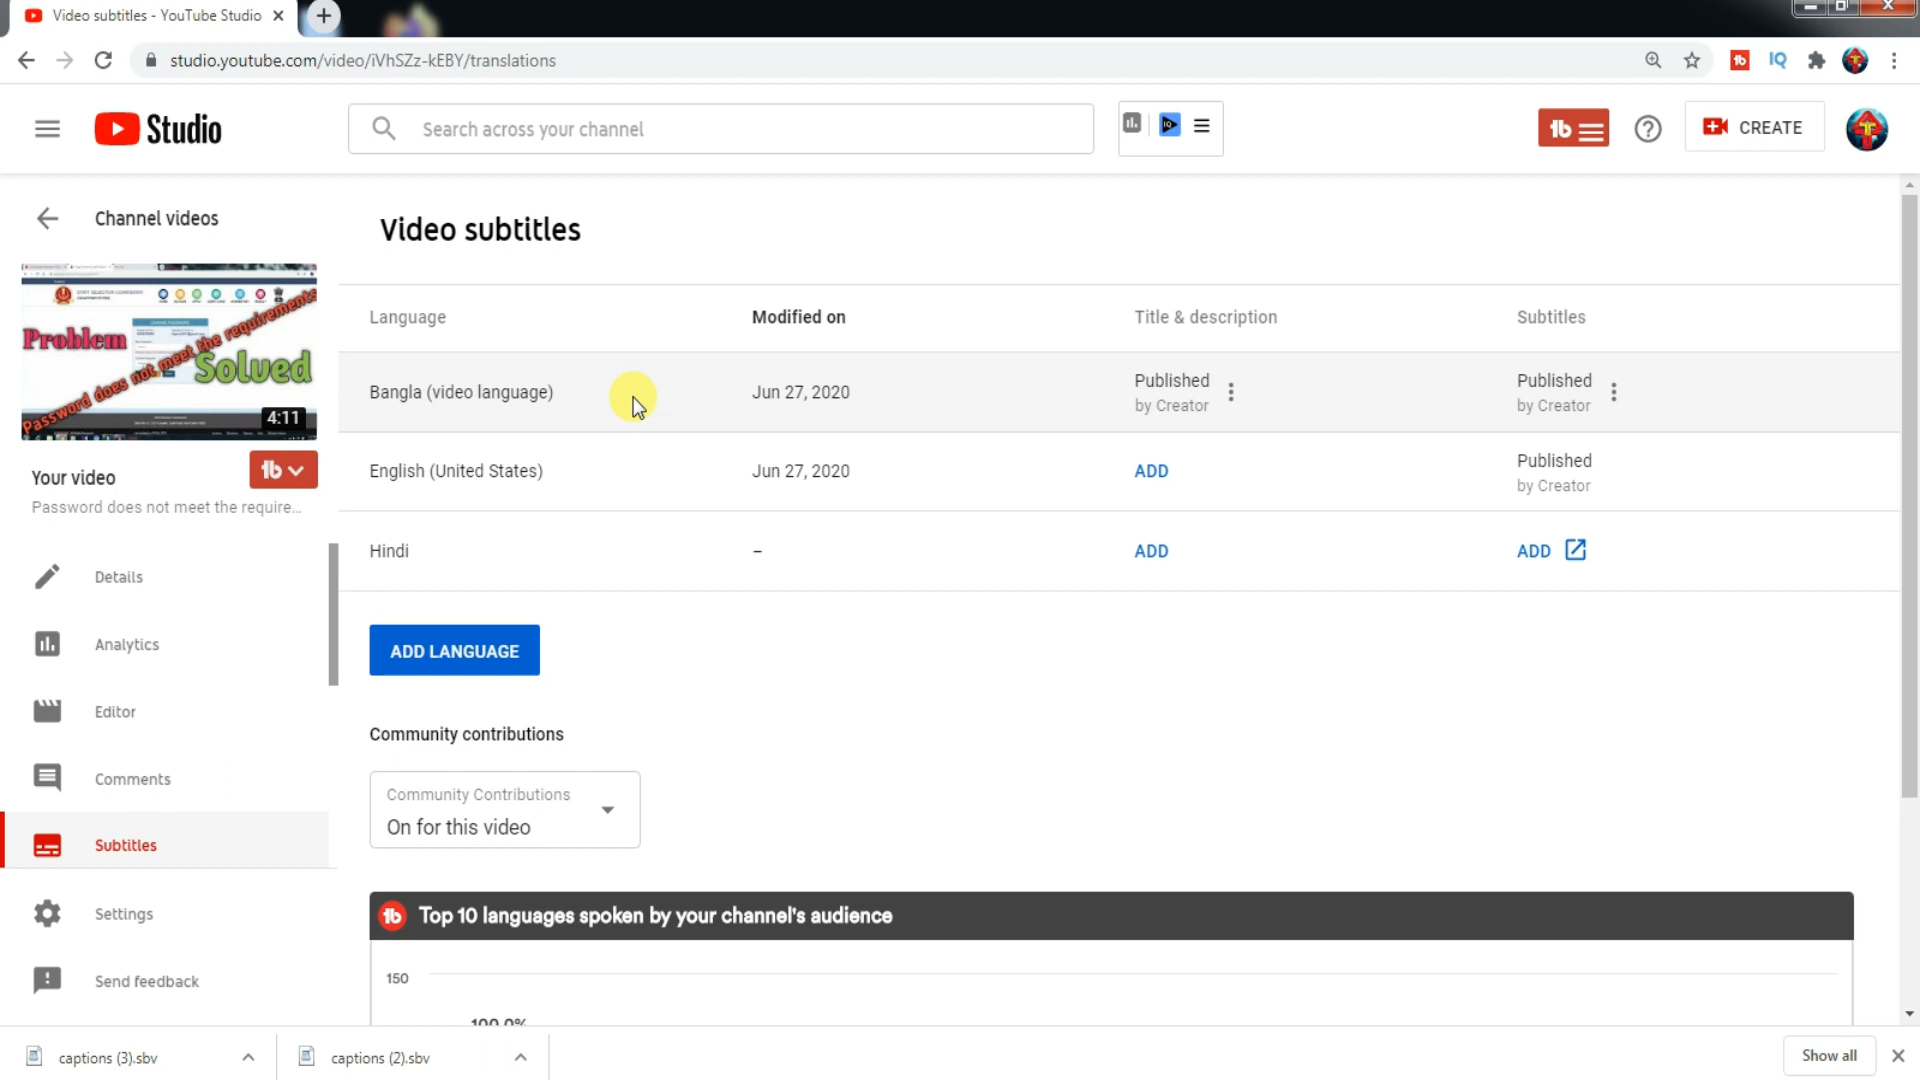 Video subtitles - YouTube Studio
studio.youtube.com/video/iVhSZz-kEBY/translations
IQ
Studio
Search across your channel
IQ
CREATE
Channel videos
Video subtitles
Problem
Solved
Password does not meet the requirements
4:11
Your video
Password does not meet the require...
Language
Modified on
Title & description
Subtitles
Bangla (video language)
Jun 27, 2020
Published
by Creator
Published
by Creator
English (United States)
Jun 27, 2020
ADD
Published
by Creator
Hindi
–
ADD
ADD
ADD LANGUAGE
Details
Analytics
Editor
Comments
Subtitles
Settings
Send feedback
Community contributions
Community Contributions
On for this video
Top 10 languages spoken by your channel's audience
150
100.0%
captions (3).sbv
captions (2).sbv
Show all